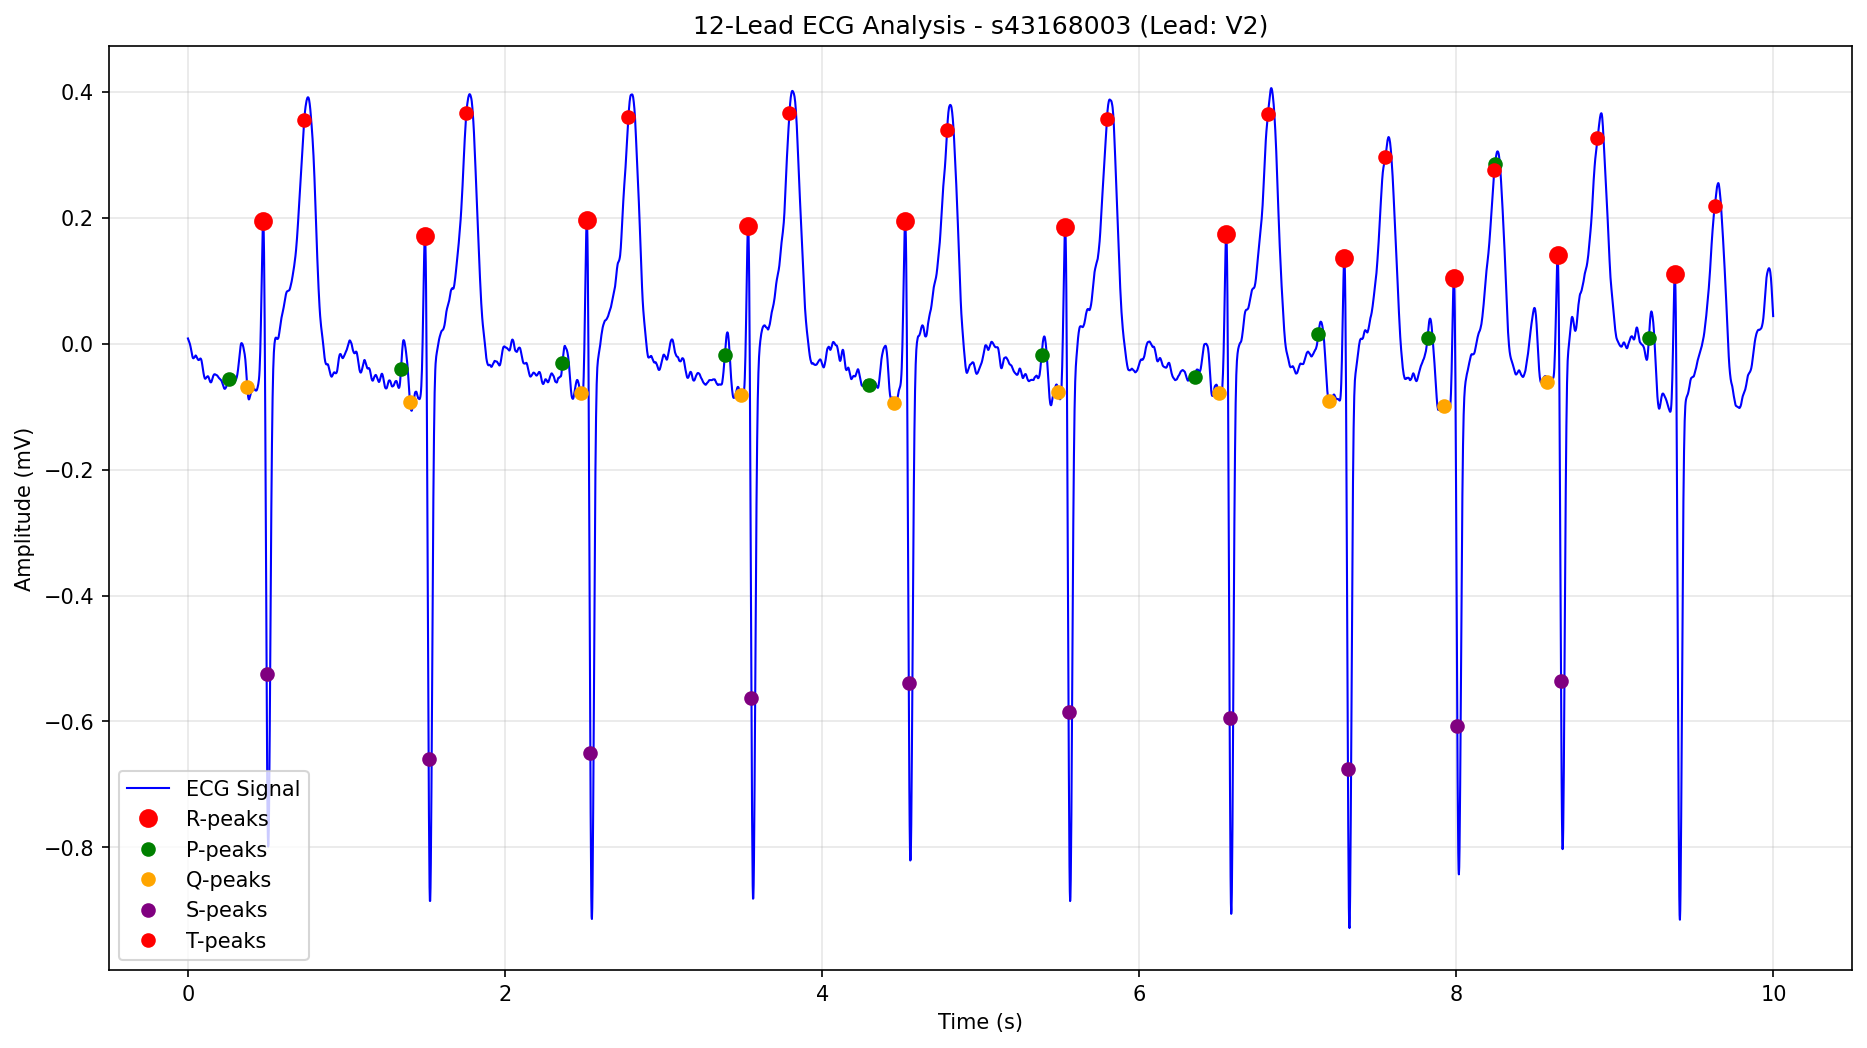 12-Lead ECG Analysis - s43168003 (Lead: V2)
0.4
0.2
0.0
−0.2
−0.4
−0.6
−0.8
Amplitude (mV)
ECG Signal
R-peaks
P-peaks
Q-peaks
S-peaks
T-peaks
0 2 4 6 8 10
Time (s)